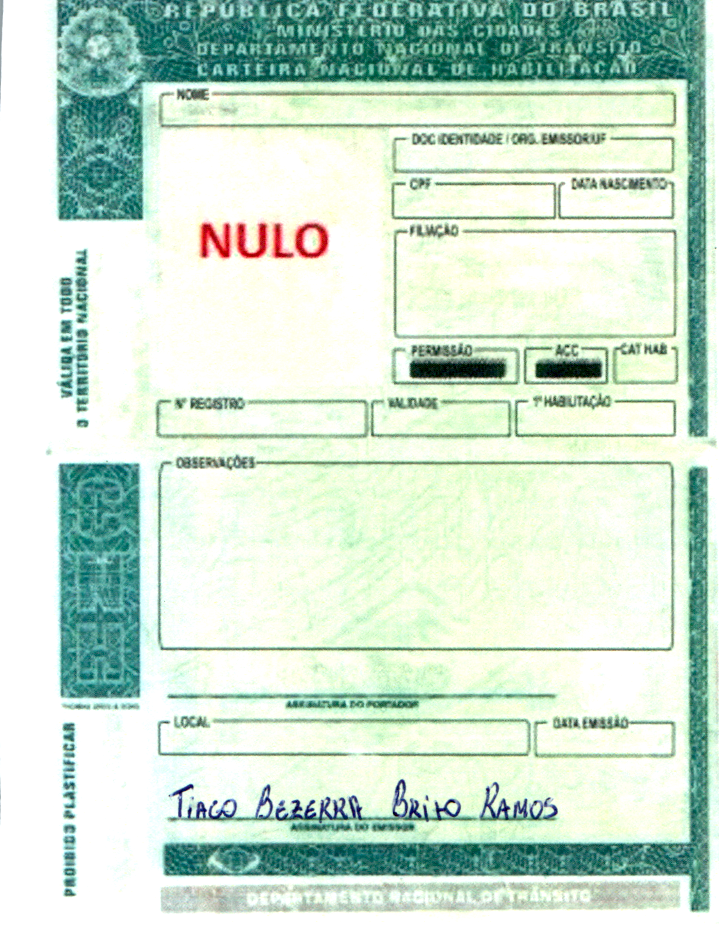 REPÚBLICA FEDERATIVA DO BRASIL
MINISTÉRIO DAS CIDADES
DEPARTAMENTO NACIONAL DE TRÂNSITO
CARTEIRA NACIONAL DE HABILITAÇÃO
NOME
DOC IDENTIDADE / ORG. EMISSOR/UF
CPF
DATA NASCIMENTO
NULO
FILIAÇÃO
VÁLIDA EM TODO
O TERRITÓRIO NACIONAL
PERMISSÃO
ACC
CAT HAB
Nº REGISTRO
VALIDADE
1ª HABILITAÇÃO
OBSERVAÇÕES
CNH
ASSINATURA DO PORTADOR
LOCAL
DATA EMISSÃO
PROIBIDO PLASTIFICAR
TIAGO BEZERRA BRITO RAMOS
ASSINATURA DO EMISSOR
DEPARTAMENTO NACIONAL DE TRÂNSITO